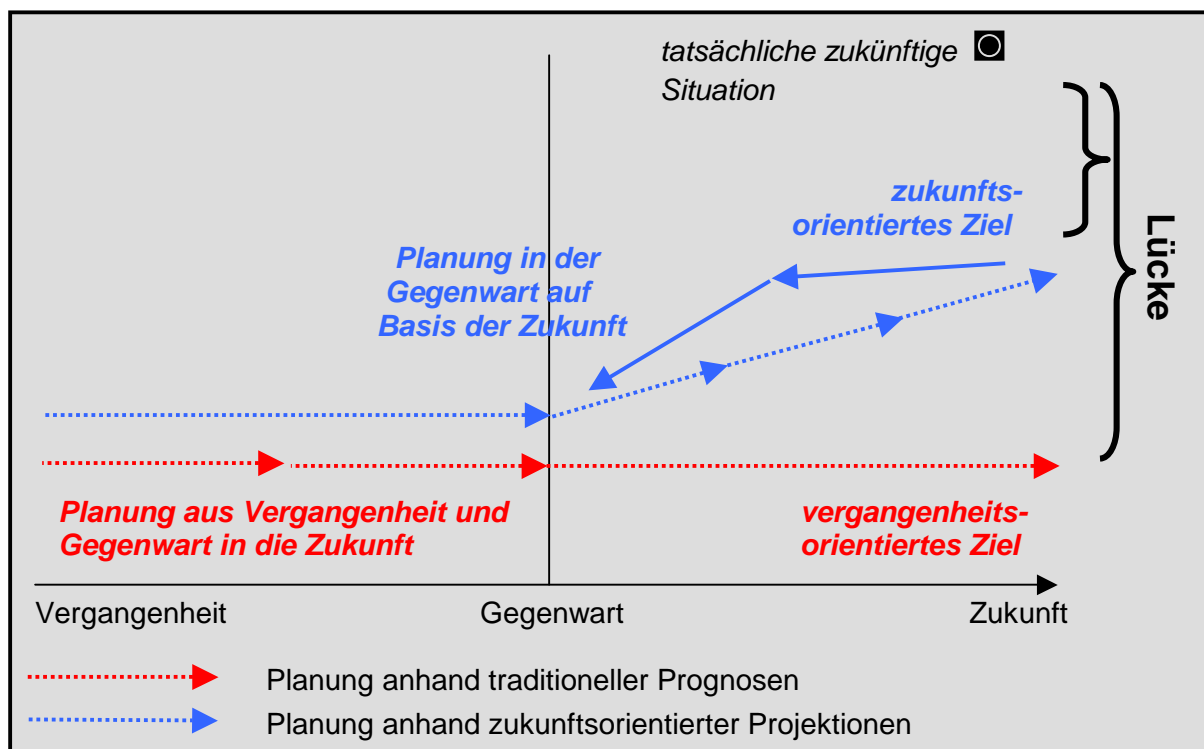 tatsächliche zukünftige
Situation
zukunfts-
orientiertes Ziel
Lücke
Planung in der
Gegenwart auf
Basis der Zukunft
Planung aus Vergangenheit und
Gegenwart in die Zukunft
vergangenheits-
orientiertes Ziel
Vergangenheit
Gegenwart
Zukunft
Planung anhand traditioneller Prognosen
Planung anhand zukunftsorientierter Projektionen